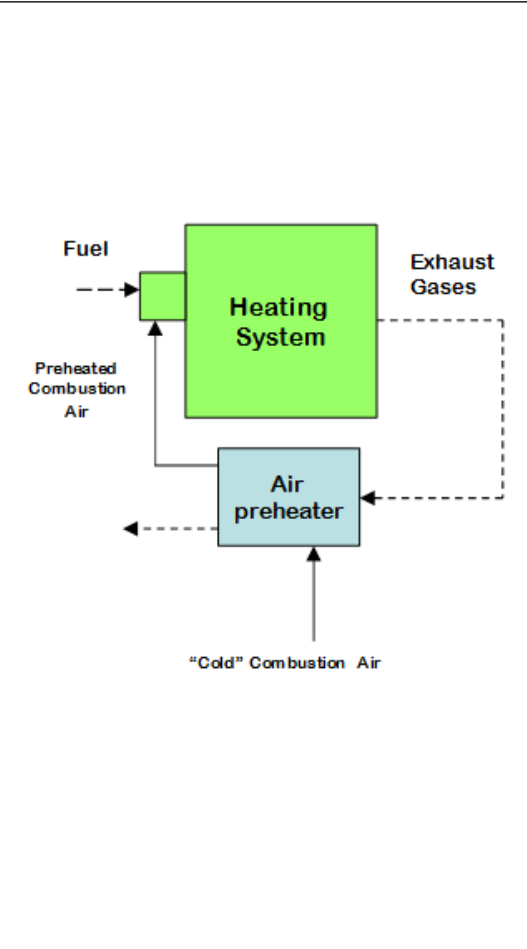 Fuel
Exhaust
Gases
Heating
System
Preheated
Combustion
Air
Air
preheater
“Cold” Combustion Air